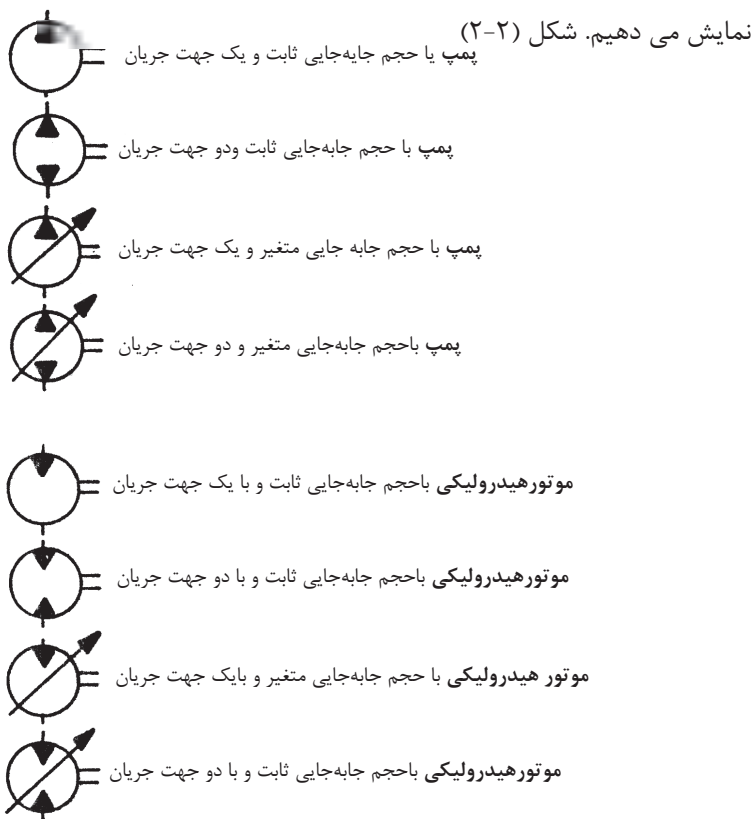 نمایش می دهیم. شکل (۲-۲)
پمپ یا حجم جایه‌جایی ثابت و یک جهت جریان
پمپ با حجم جابه‌جایی ثابت ودو جهت جریان
پمپ با حجم جابه جایی متغیر و یک جهت جریان
پمپ باحجم جابه‌جایی متغیر و دو جهت جریان
موتورهیدرولیکی باحجم جابه‌جایی ثابت و با یک جهت جریان
موتورهیدرولیکی باحجم جابه‌جایی ثابت و با دو جهت جریان
موتور هیدرولیکی با حجم جابه‌جایی متغیر و بایک جهت جریان
موتورهیدرولیکی باحجم جابه‌جایی ثابت و با دو جهت جریان